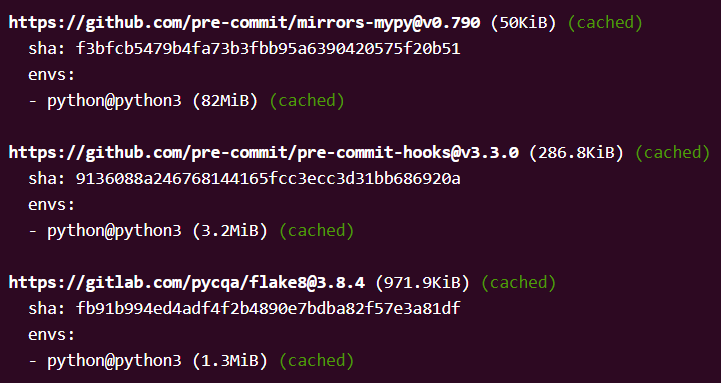 https://github.com/pre-commit/mirrors-mypy@v0.790 (50KiB) (cached)
sha: f3bfcb5479b4fa73b3fbb95a6390420575f20b51
envs:
- python@python3 (82MiB) (cached)
https://github.com/pre-commit/pre-commit-hooks@v3.3.0 (286.8KiB) (cached)
sha: 9136088a246768144165fcc3ecc3d31bb686920a
envs:
- python@python3 (3.2MiB) (cached)
https://gitlab.com/pycqa/flake8@3.8.4 (971.9KiB) (cached)
sha: fb91b994ed4adf4f2b4890e7bdba82f57e3a81df
envs:
- python@python3 (1.3MiB) (cached)